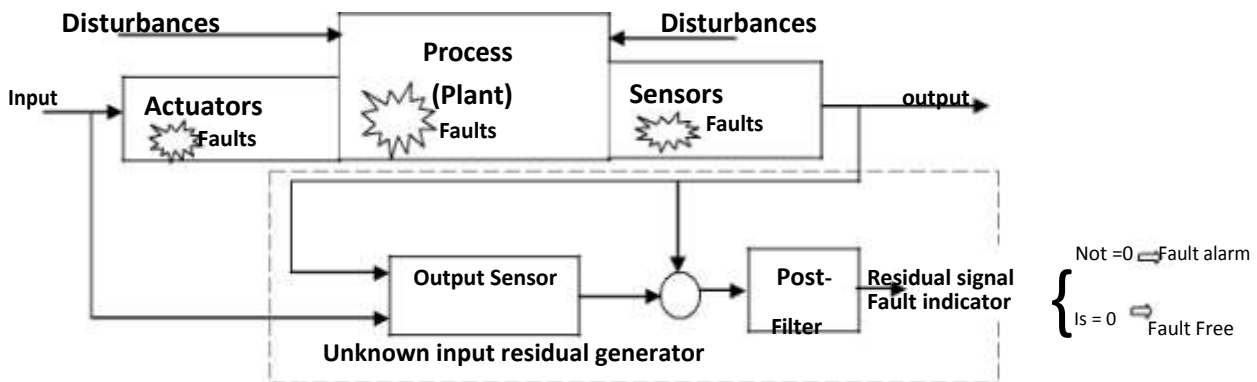 Disturbances
Disturbances
Process
(Plant)
Faults
Input
Actuators
Faults
Sensors
Faults
output
Output Sensor
Post-
Filter
Residual signal
Fault indicator
Unknown input residual generator
{
Not =0 ⇨ Fault alarm
Is = 0 ⇨ Fault Free